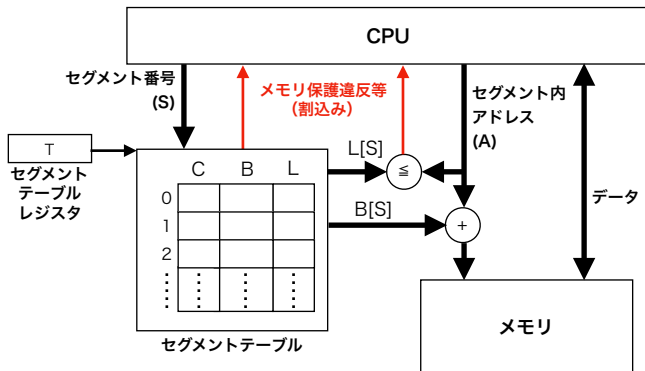 CPU
セグメント番号
(S)
メモリ保護違反等
（割込み）
セグメント内
アドレス
(A)
T
セグメント
テーブル
レジスタ
L[S]
≦
C B L
0
B[S]
データ
1
+
2
メモリ
セグメントテーブル